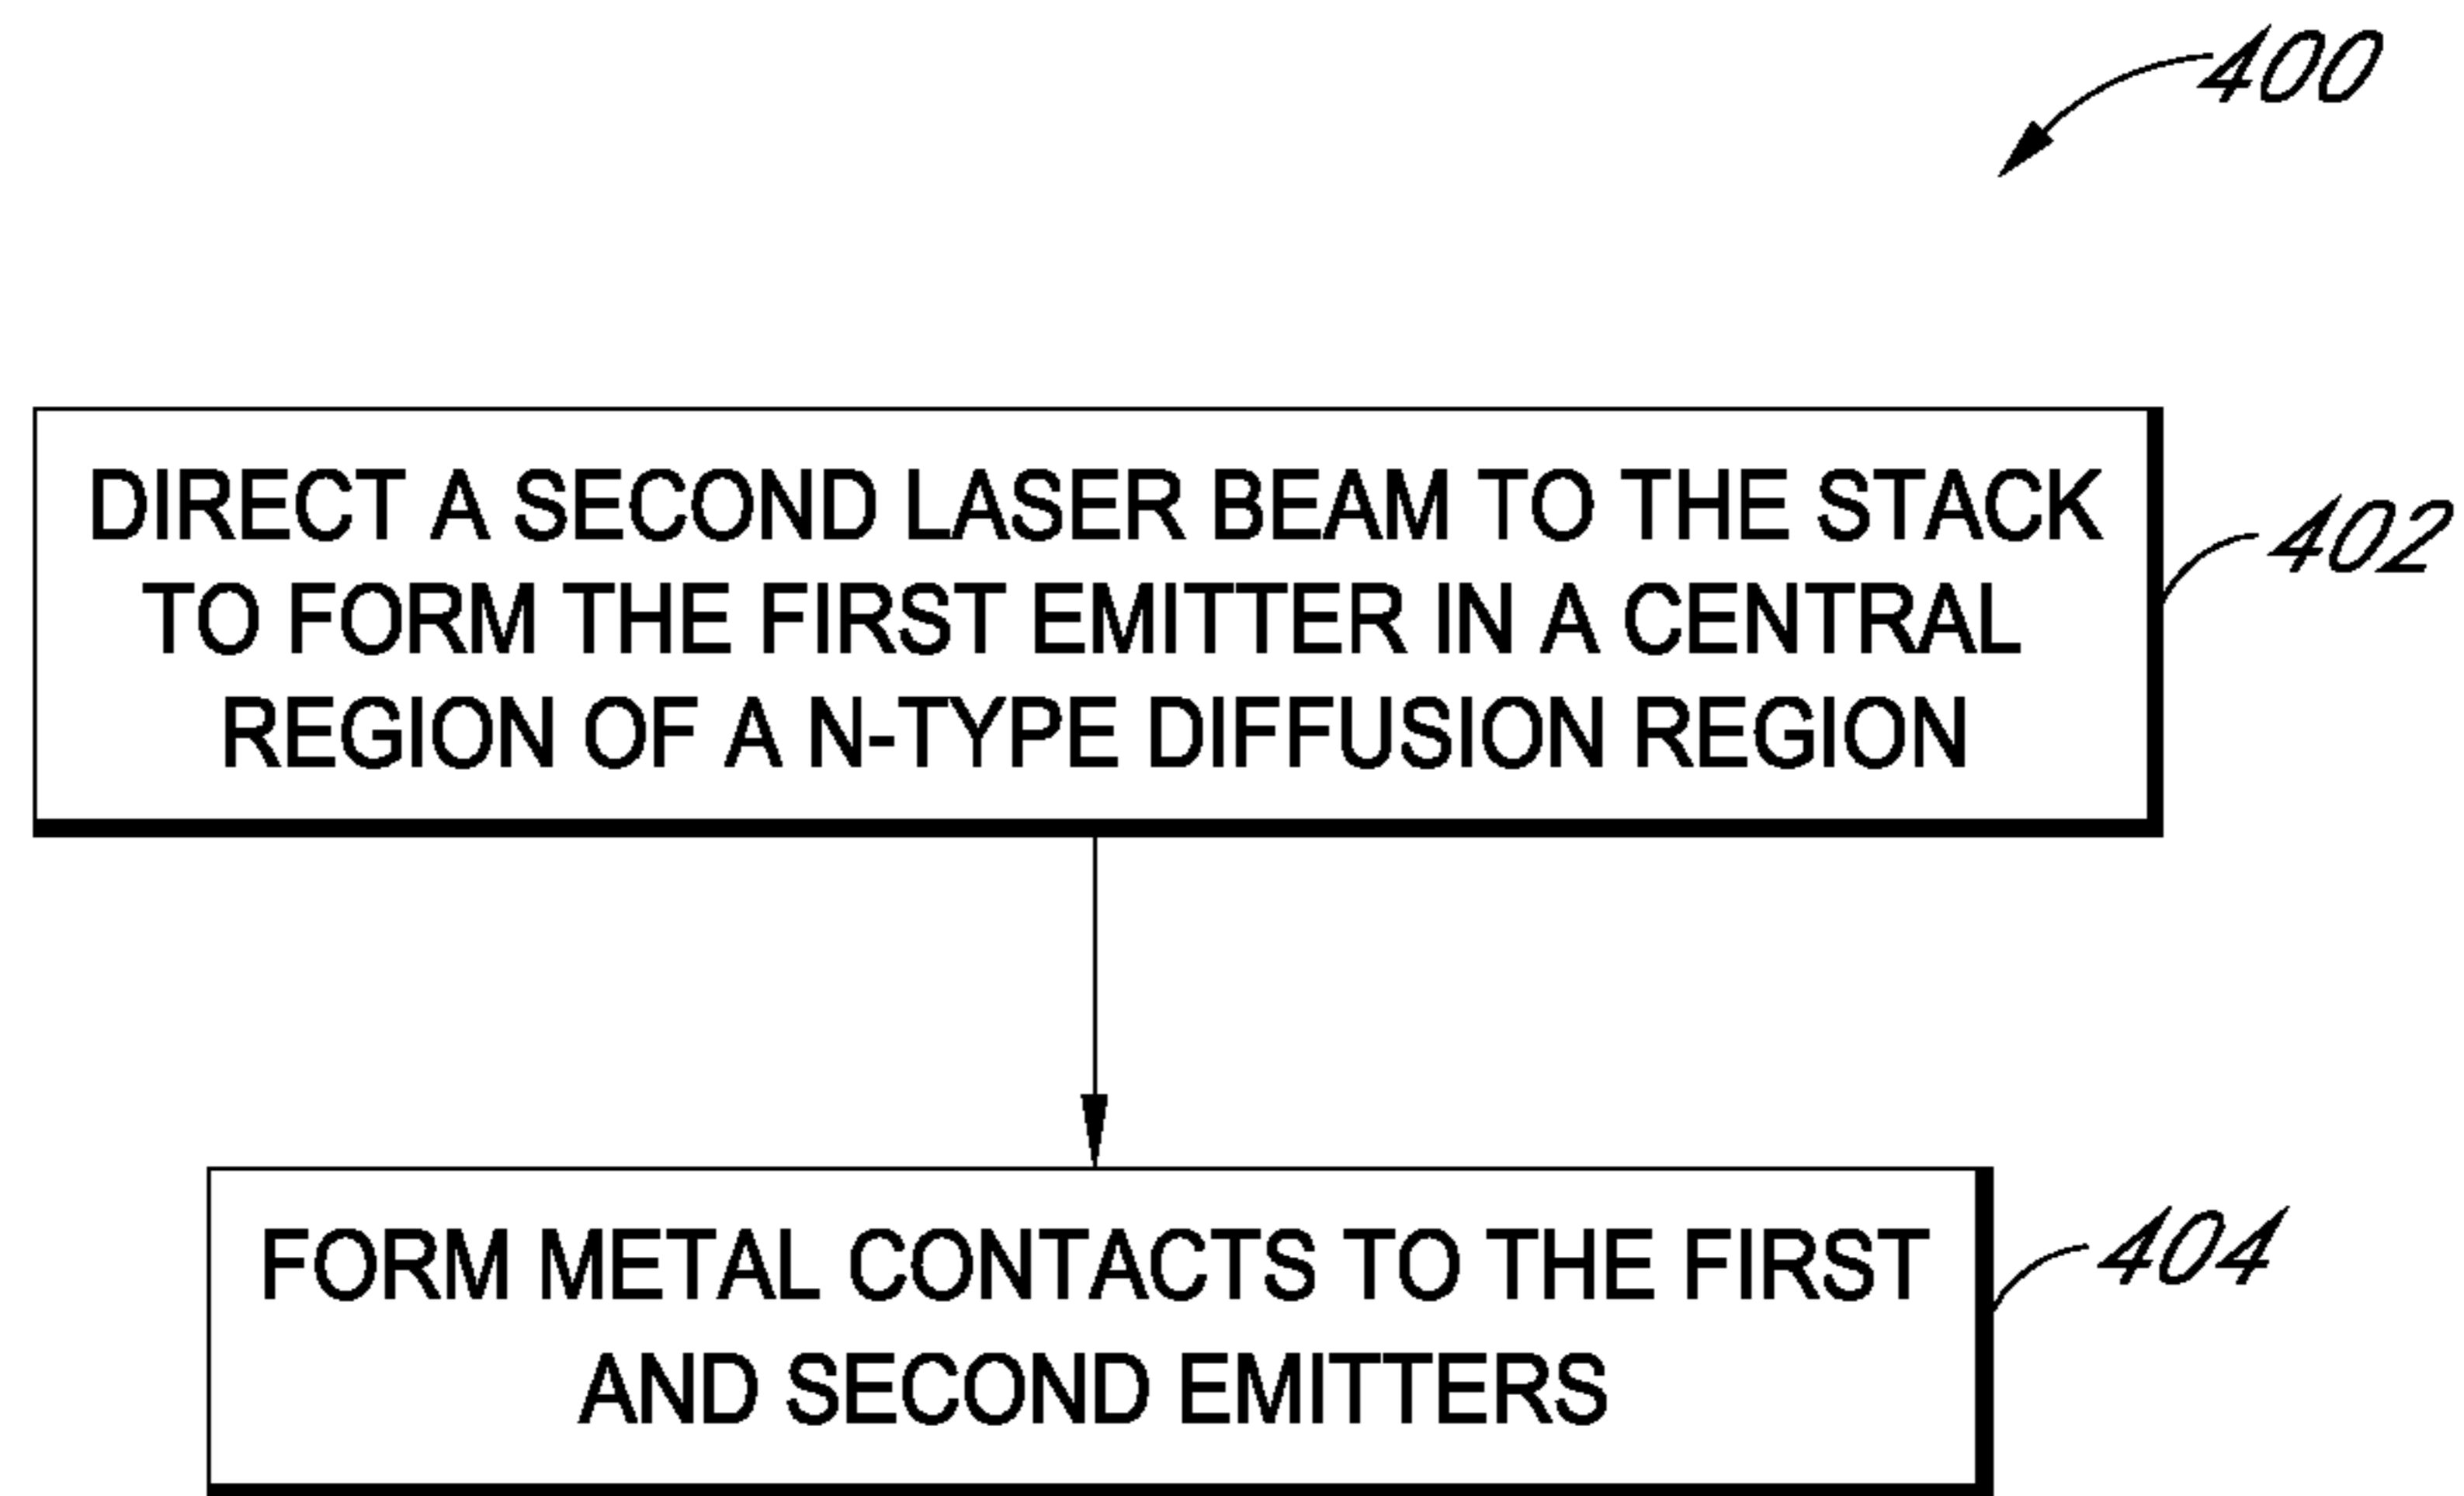 400
DIRECT A SECOND LASER BEAM TO THE STACK
TO FORM THE FIRST EMITTER IN A CENTRAL
REGION OF A N-TYPE DIFFUSION REGION
402
FORM METAL CONTACTS TO THE FIRST
AND SECOND EMITTERS
404